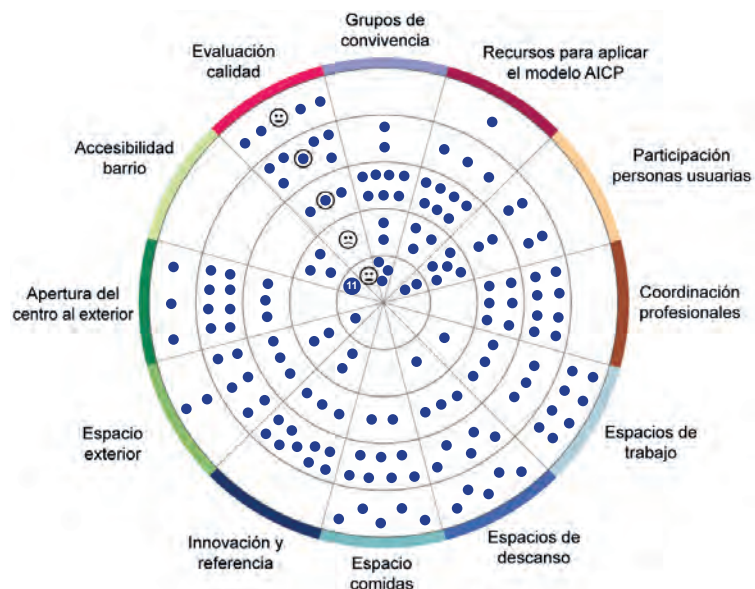 Grupos de
convivencia
Recursos para aplicar
el modelo AICP
Participación
personas usuarias
Coordinación
profesionales
Espacios de
trabajo
Espacios de
descanso
Espacio
comidas
Innovación y
referencia
Espacio
exterior
Apertura del
centro al exterior
Accesibilidad
barrio
Evaluación
calidad
11